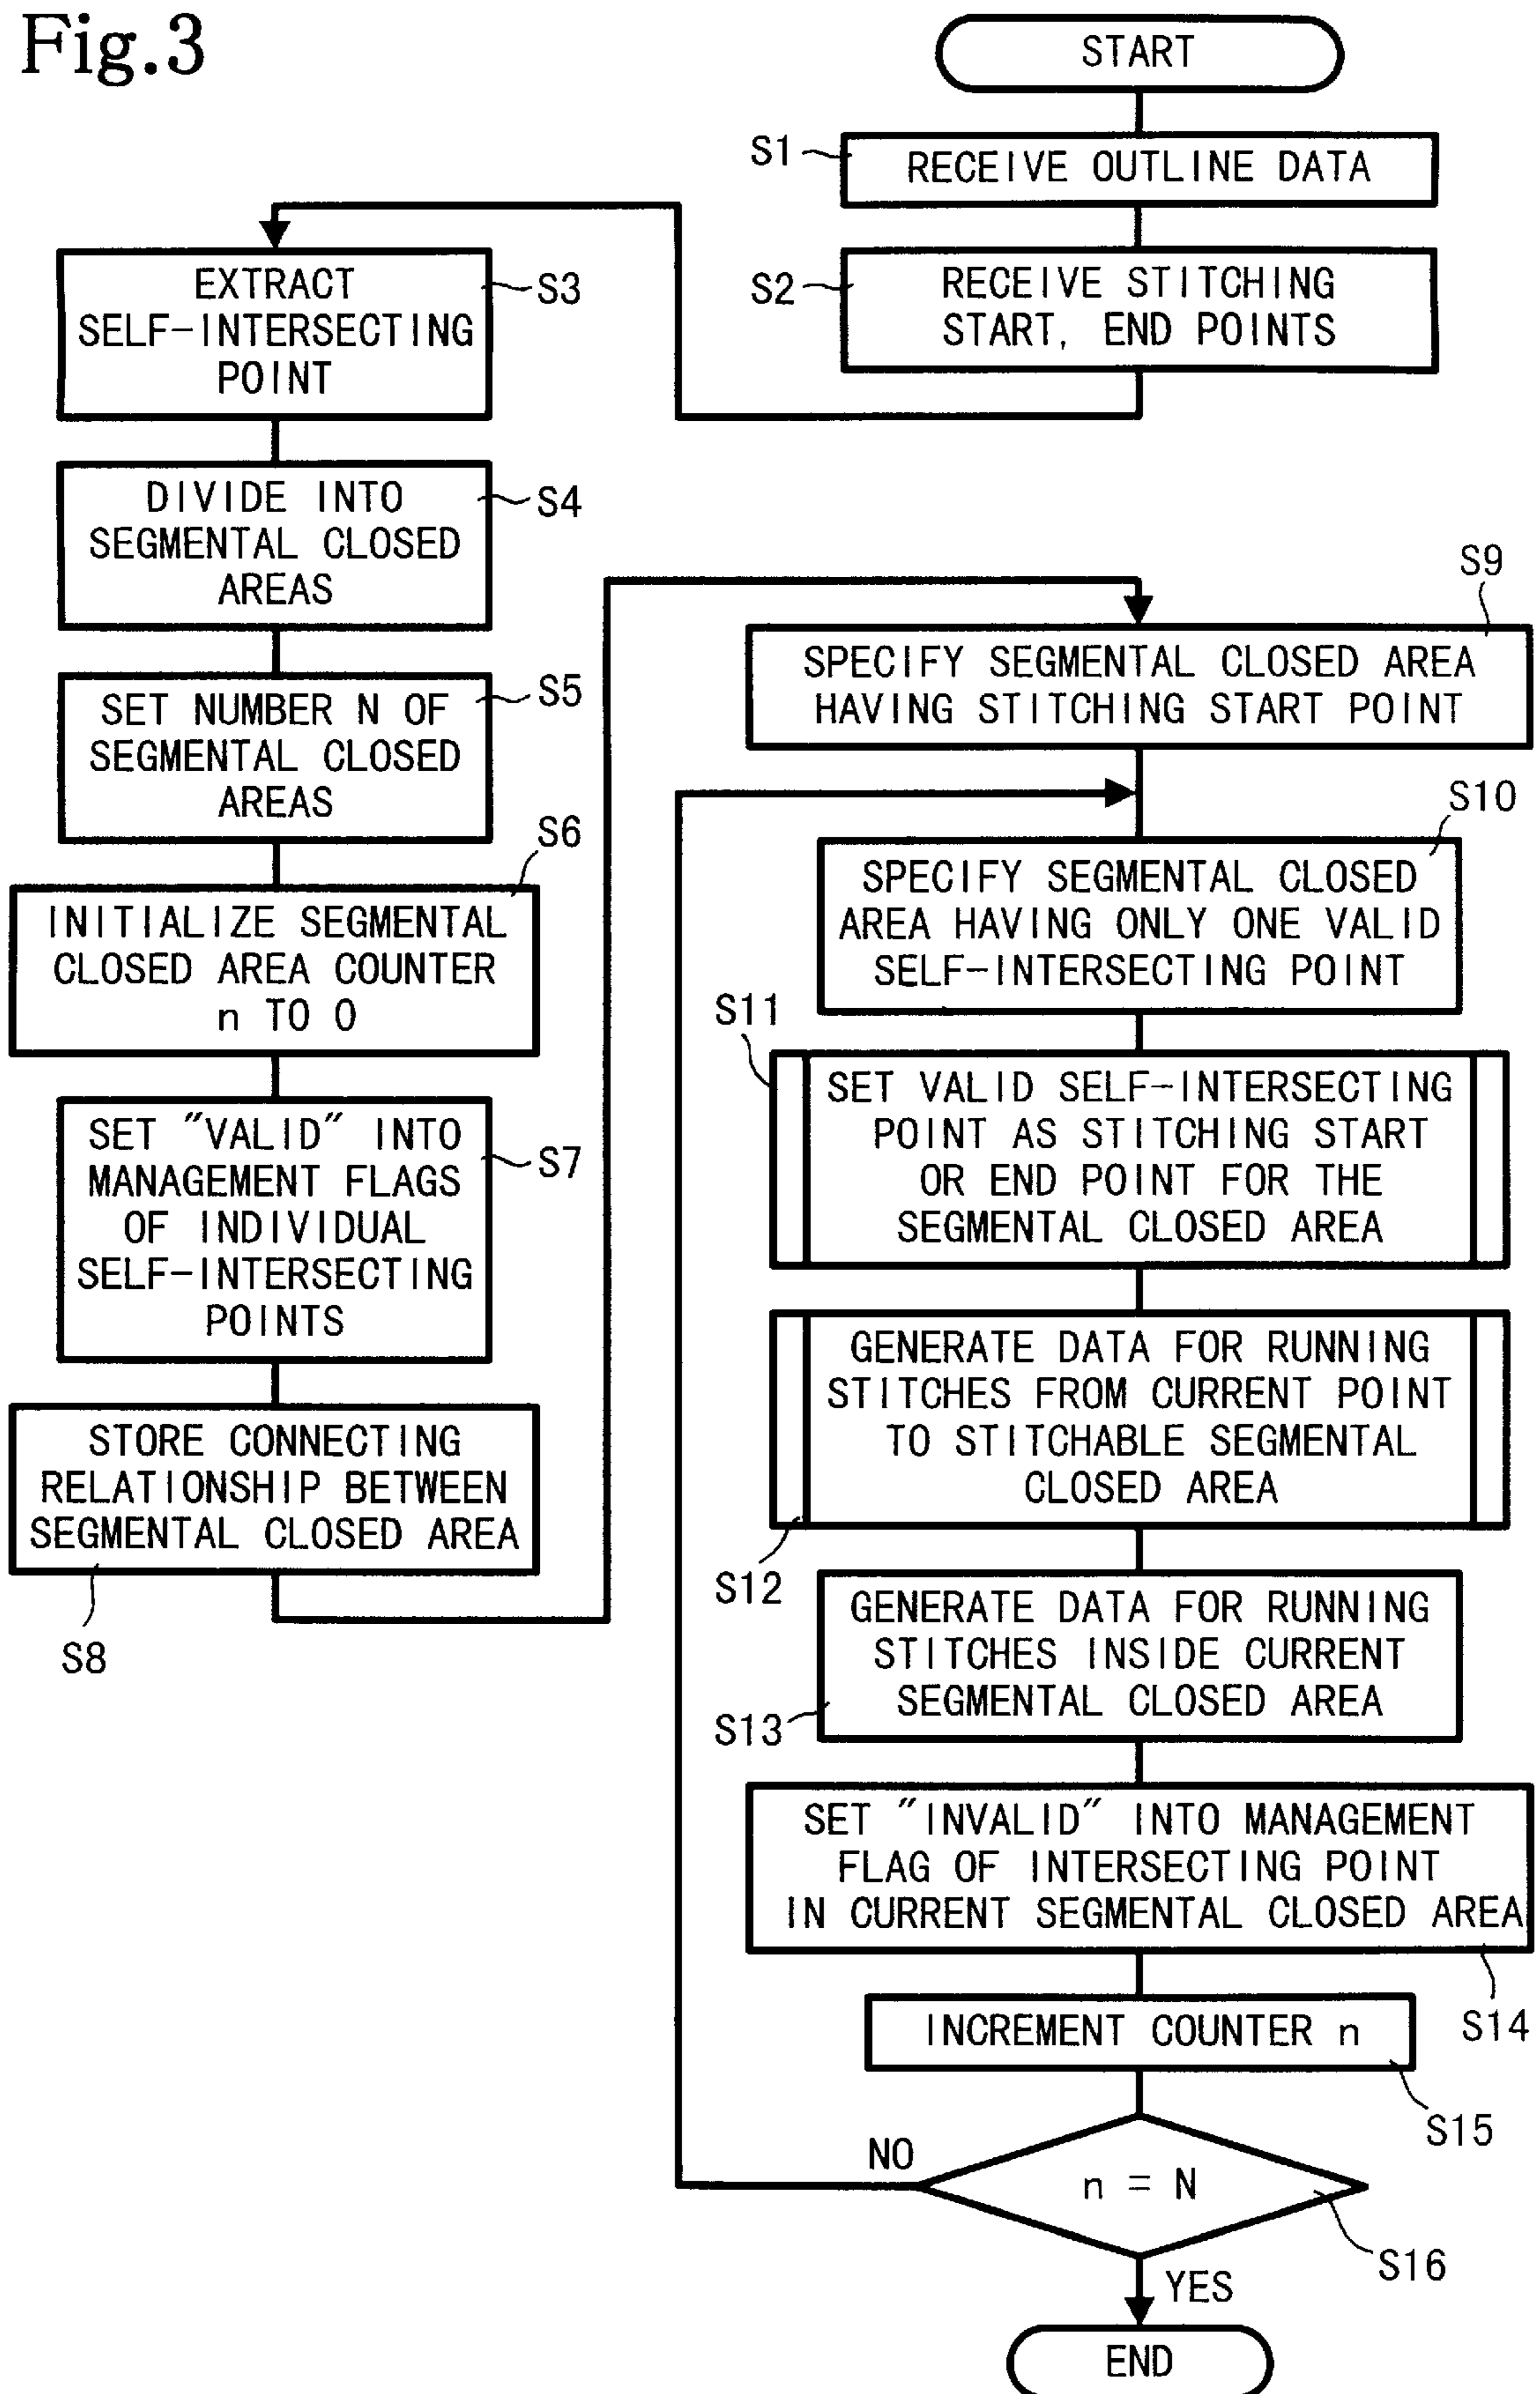 Fig.3
START
S1
RECEIVE OUTLINE DATA
S2
RECEIVE STITCHING
START, END POINTS
EXTRACT
SELF-INTERSECTING
POINT
S3
DIVIDE INTO
SEGMENTAL CLOSED
AREAS
S4
SET NUMBER N OF
SEGMENTAL CLOSED
AREAS
S5
S6
INITIALIZE SEGMENTAL
CLOSED AREA COUNTER
n TO 0
SET "VALID" INTO
MANAGEMENT FLAGS
OF INDIVIDUAL
SELF-INTERSECTING
POINTS
S7
STORE CONNECTING
RELATIONSHIP BETWEEN
SEGMENTAL CLOSED AREA
S8
S9
SPECIFY SEGMENTAL CLOSED AREA
HAVING STITCHING START POINT
S10
SPECIFY SEGMENTAL CLOSED
AREA HAVING ONLY ONE VALID
SELF-INTERSECTING POINT
S11
SET VALID SELF-INTERSECTING
POINT AS STITCHING START
OR END POINT FOR THE
SEGMENTAL CLOSED AREA
GENERATE DATA FOR RUNNING
STITCHES FROM CURRENT POINT
TO STITCHABLE SEGMENTAL
CLOSED AREA
S12
GENERATE DATA FOR RUNNING
STITCHES INSIDE CURRENT
SEGMENTAL CLOSED AREA
S13
SET "INVALID" INTO MANAGEMENT
FLAG OF INTERSECTING POINT
IN CURRENT SEGMENTAL CLOSED AREA
S14
INCREMENT COUNTER n
S15
NO
n = N
S16
YES
END